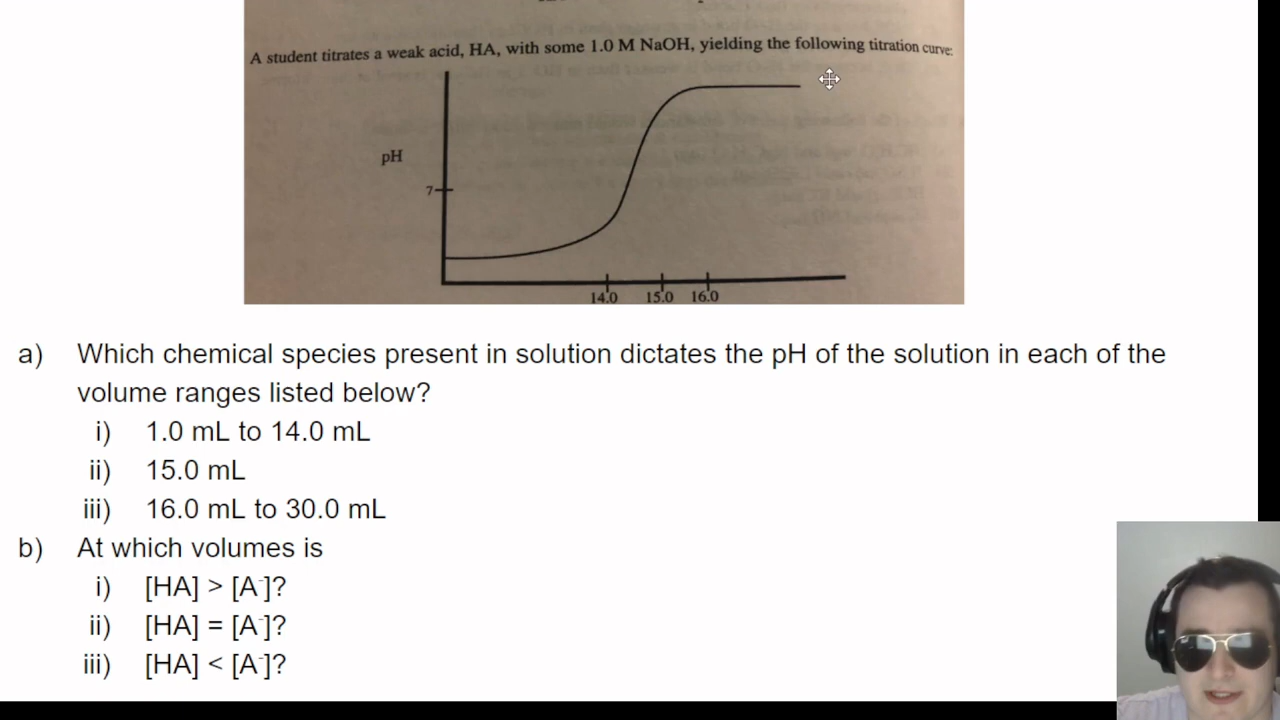 A student titrates a weak acid, HA, with some 1.0 M NaOH, yielding the following titration curve:
pH
7
14.0 15.0 16.0
a) Which chemical species present in solution dictates the pH of the solution in each of the
volume ranges listed below?
i) 1.0 mL to 14.0 mL
ii) 15.0 mL
iii) 16.0 mL to 30.0 mL
b) At which volumes is
i) [HA] > [A⁻]?
ii) [HA] = [A⁻]?
iii) [HA] < [A⁻]?